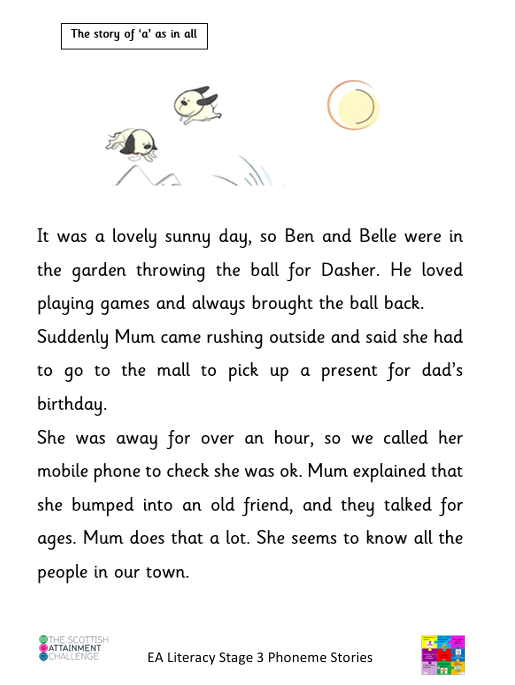 The story of ‘a’ as in all
It was a lovely sunny day, so Ben and Belle were in
the garden throwing the ball for Dasher. He loved
playing games and always brought the ball back.
Suddenly Mum came rushing outside and said she had
to go to the mall to pick up a present for dad’s
birthday.
She was away for over an hour, so we called her
mobile phone to check she was ok. Mum explained that
she bumped into an old friend, and they talked for
ages. Mum does that a lot. She seems to know all the
people in our town.
THE SCOTTISH
ATTAINMENT
CHALLENGE
EA Literacy Stage 3 Phoneme Stories